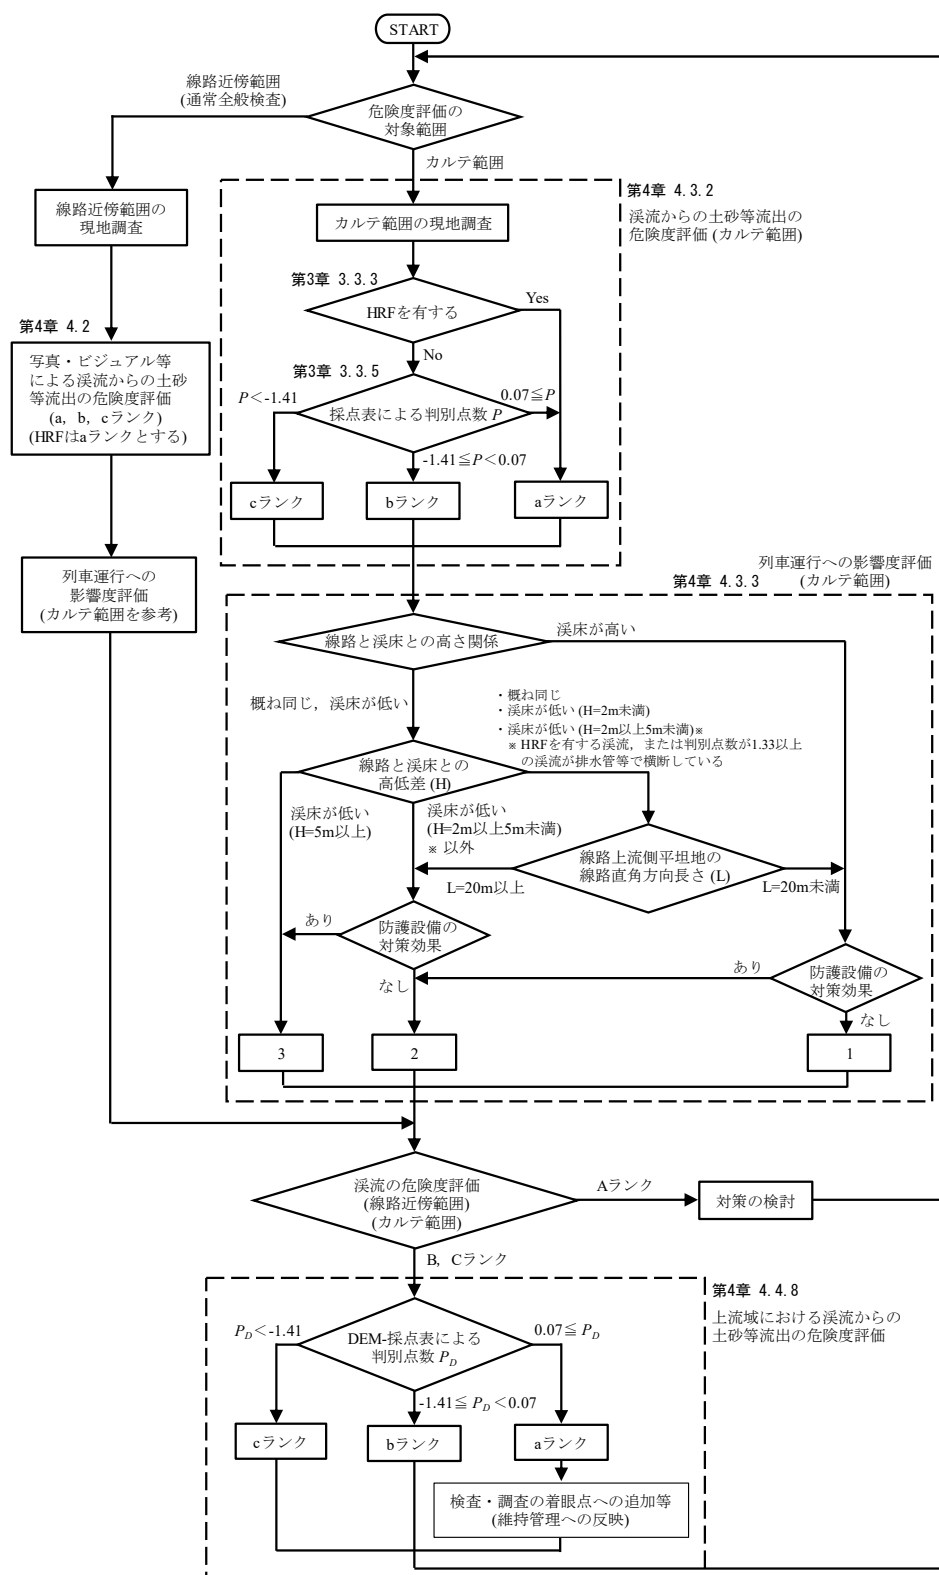 START
線路近傍範囲
(通常全般検査)
危険度評価の
対象範囲
カルテ範囲
線路近傍範囲の
現地調査
第4章 4.3.2
渓流からの土砂等流出の
危険度評価 (カルテ範囲)
カルテ範囲の現地調査
第3章 3.3.3
HRFを有する
Yes
No
第4章 4.2
写真・ビジュアル等
による渓流からの土砂
等流出の危険度評価
(a, b, cランク)
(HRFはaランクとする)
第3章 3.3.5
P<-1.41
採点表による判別点数 P
0.07≦P
-1.41≦P<0.07
cランク
bランク
aランク
列車運行への
影響度評価
(カルテ範囲を参考)
列車運行への影響度評価
第4章 4.3.3
(カルテ範囲)
線路と渓床との高さ関係
渓床が高い
概ね同じ，渓床が低い
・概ね同じ
・渓床が低い (H=2m未満)
・渓床が低い (H=2m以上5m未満)※
※ HRFを有する渓流，または判別点数が1.33以上
の渓流が排水管等で横断している
線路と渓床との
高低差 (H)
渓床が低い
(H=5m以上)
渓床が低い
(H=2m以上5m未満)
※ 以外
線路上流側平坦地の
線路直角方向長さ (L)
L=20m以上
L=20m未満
あり
防護設備の
対策効果
なし
あり
防護設備の
対策効果
なし
3
2
1
渓流の危険度評価
(線路近傍範囲)
(カルテ範囲)
Aランク
対策の検討
B，Cランク
第4章 4.4.8
上流域における渓流からの
土砂等流出の危険度評価
PD<-1.41
DEM-採点表による
判別点数 PD
0.07≦PD
-1.41≦PD<0.07
cランク
bランク
aランク
検査・調査の着眼点への追加等
(維持管理への反映)